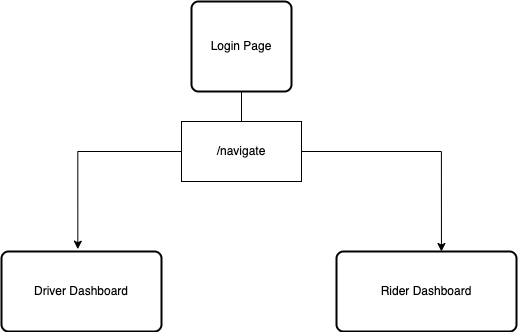 Login Page
/navigate
Driver Dashboard
Rider Dashboard